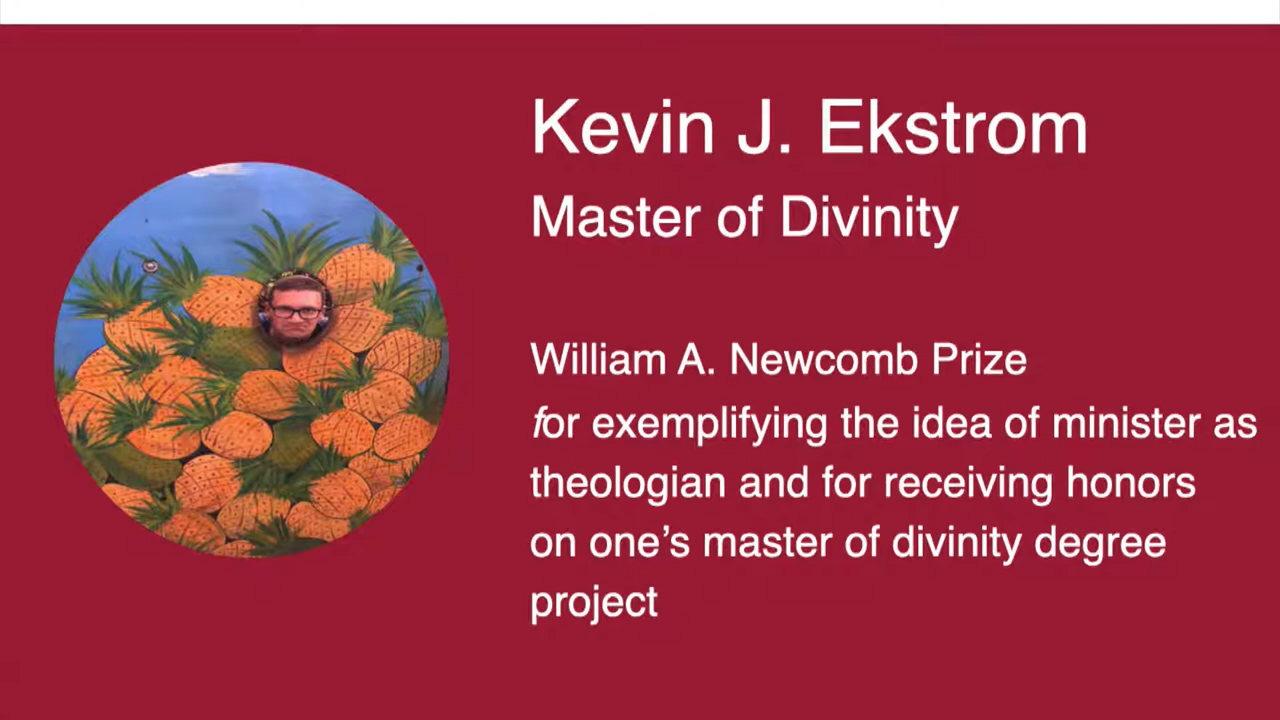 Kevin J. Ekstrom
Master of Divinity
William A. Newcomb Prize
for exemplifying the idea of minister as
theologian and for receiving honors
on one’s master of divinity degree
project